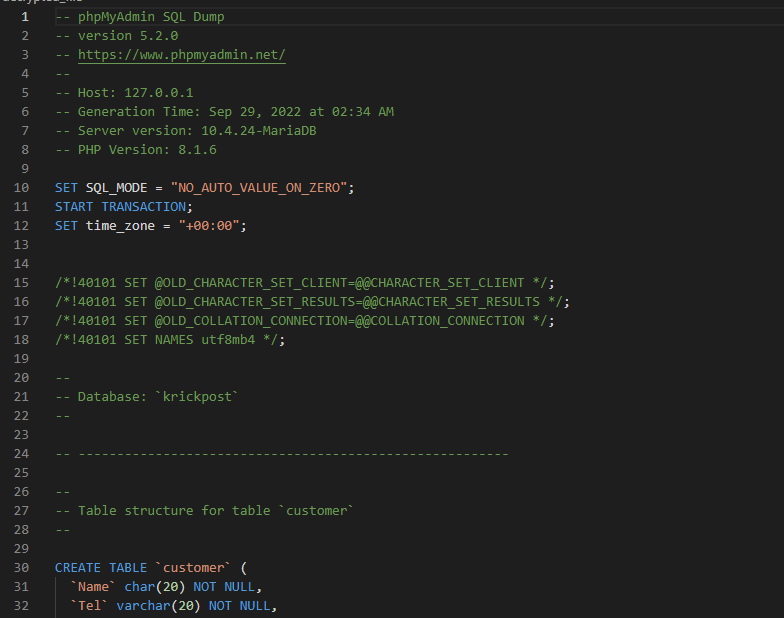 1 -- phpMyAdmin SQL Dump
2 -- version 5.2.0
3 -- https://www.phpmyadmin.net/
4 --
5 -- Host: 127.0.0.1
6 -- Generation Time: Sep 29, 2022 at 02:34 AM
7 -- Server version: 10.4.24-MariaDB
8 -- PHP Version: 8.1.6
9
10 SET SQL_MODE = "NO_AUTO_VALUE_ON_ZERO";
11 START TRANSACTION;
12 SET time_zone = "+00:00";
13
14
15 /*!40101 SET @OLD_CHARACTER_SET_CLIENT=@@CHARACTER_SET_CLIENT */;
16 /*!40101 SET @OLD_CHARACTER_SET_RESULTS=@@CHARACTER_SET_RESULTS */;
17 /*!40101 SET @OLD_COLLATION_CONNECTION=@@COLLATION_CONNECTION */;
18 /*!40101 SET NAMES utf8mb4 */;
19
20 --
21 -- Database: `krickpost`
22 --
23
24 -- --------------------------------------------------------
25
26 --
27 -- Table structure for table `customer`
28 --
29
30 CREATE TABLE `customer` (
31 `Name` char(20) NOT NULL,
32 `Tel` varchar(20) NOT NULL,